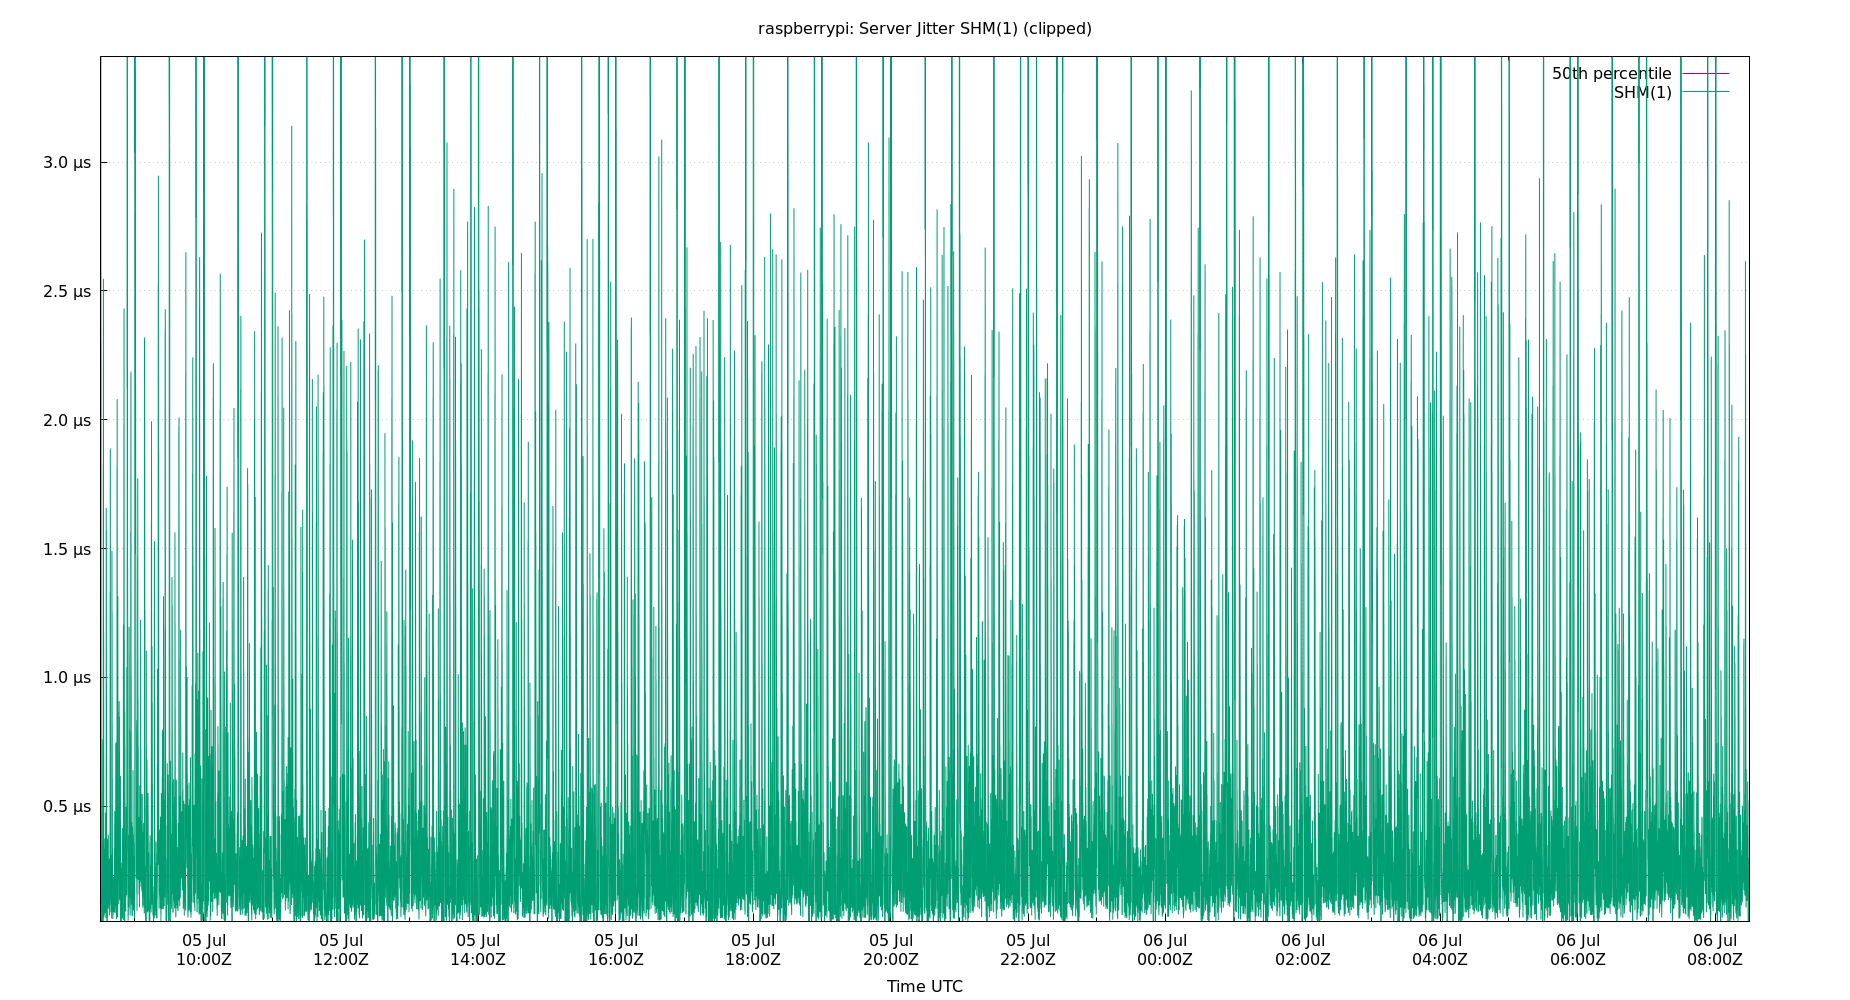 raspberrypi: Server Jitter SHM(1) (clipped)
50th percentile
SHM(1)
3.0 µs
2.5 µs
2.0 µs
1.5 µs
1.0 µs
0.5 µs
05 Jul 05 Jul 05 Jul 05 Jul 05 Jul 05 Jul 05 Jul 06 Jul 06 Jul 06 Jul 06 Jul 06 Jul
10:00Z 12:00Z 14:00Z 16:00Z 18:00Z 20:00Z 22:00Z 00:00Z 02:00Z 04:00Z 06:00Z 08:00Z
Time UTC